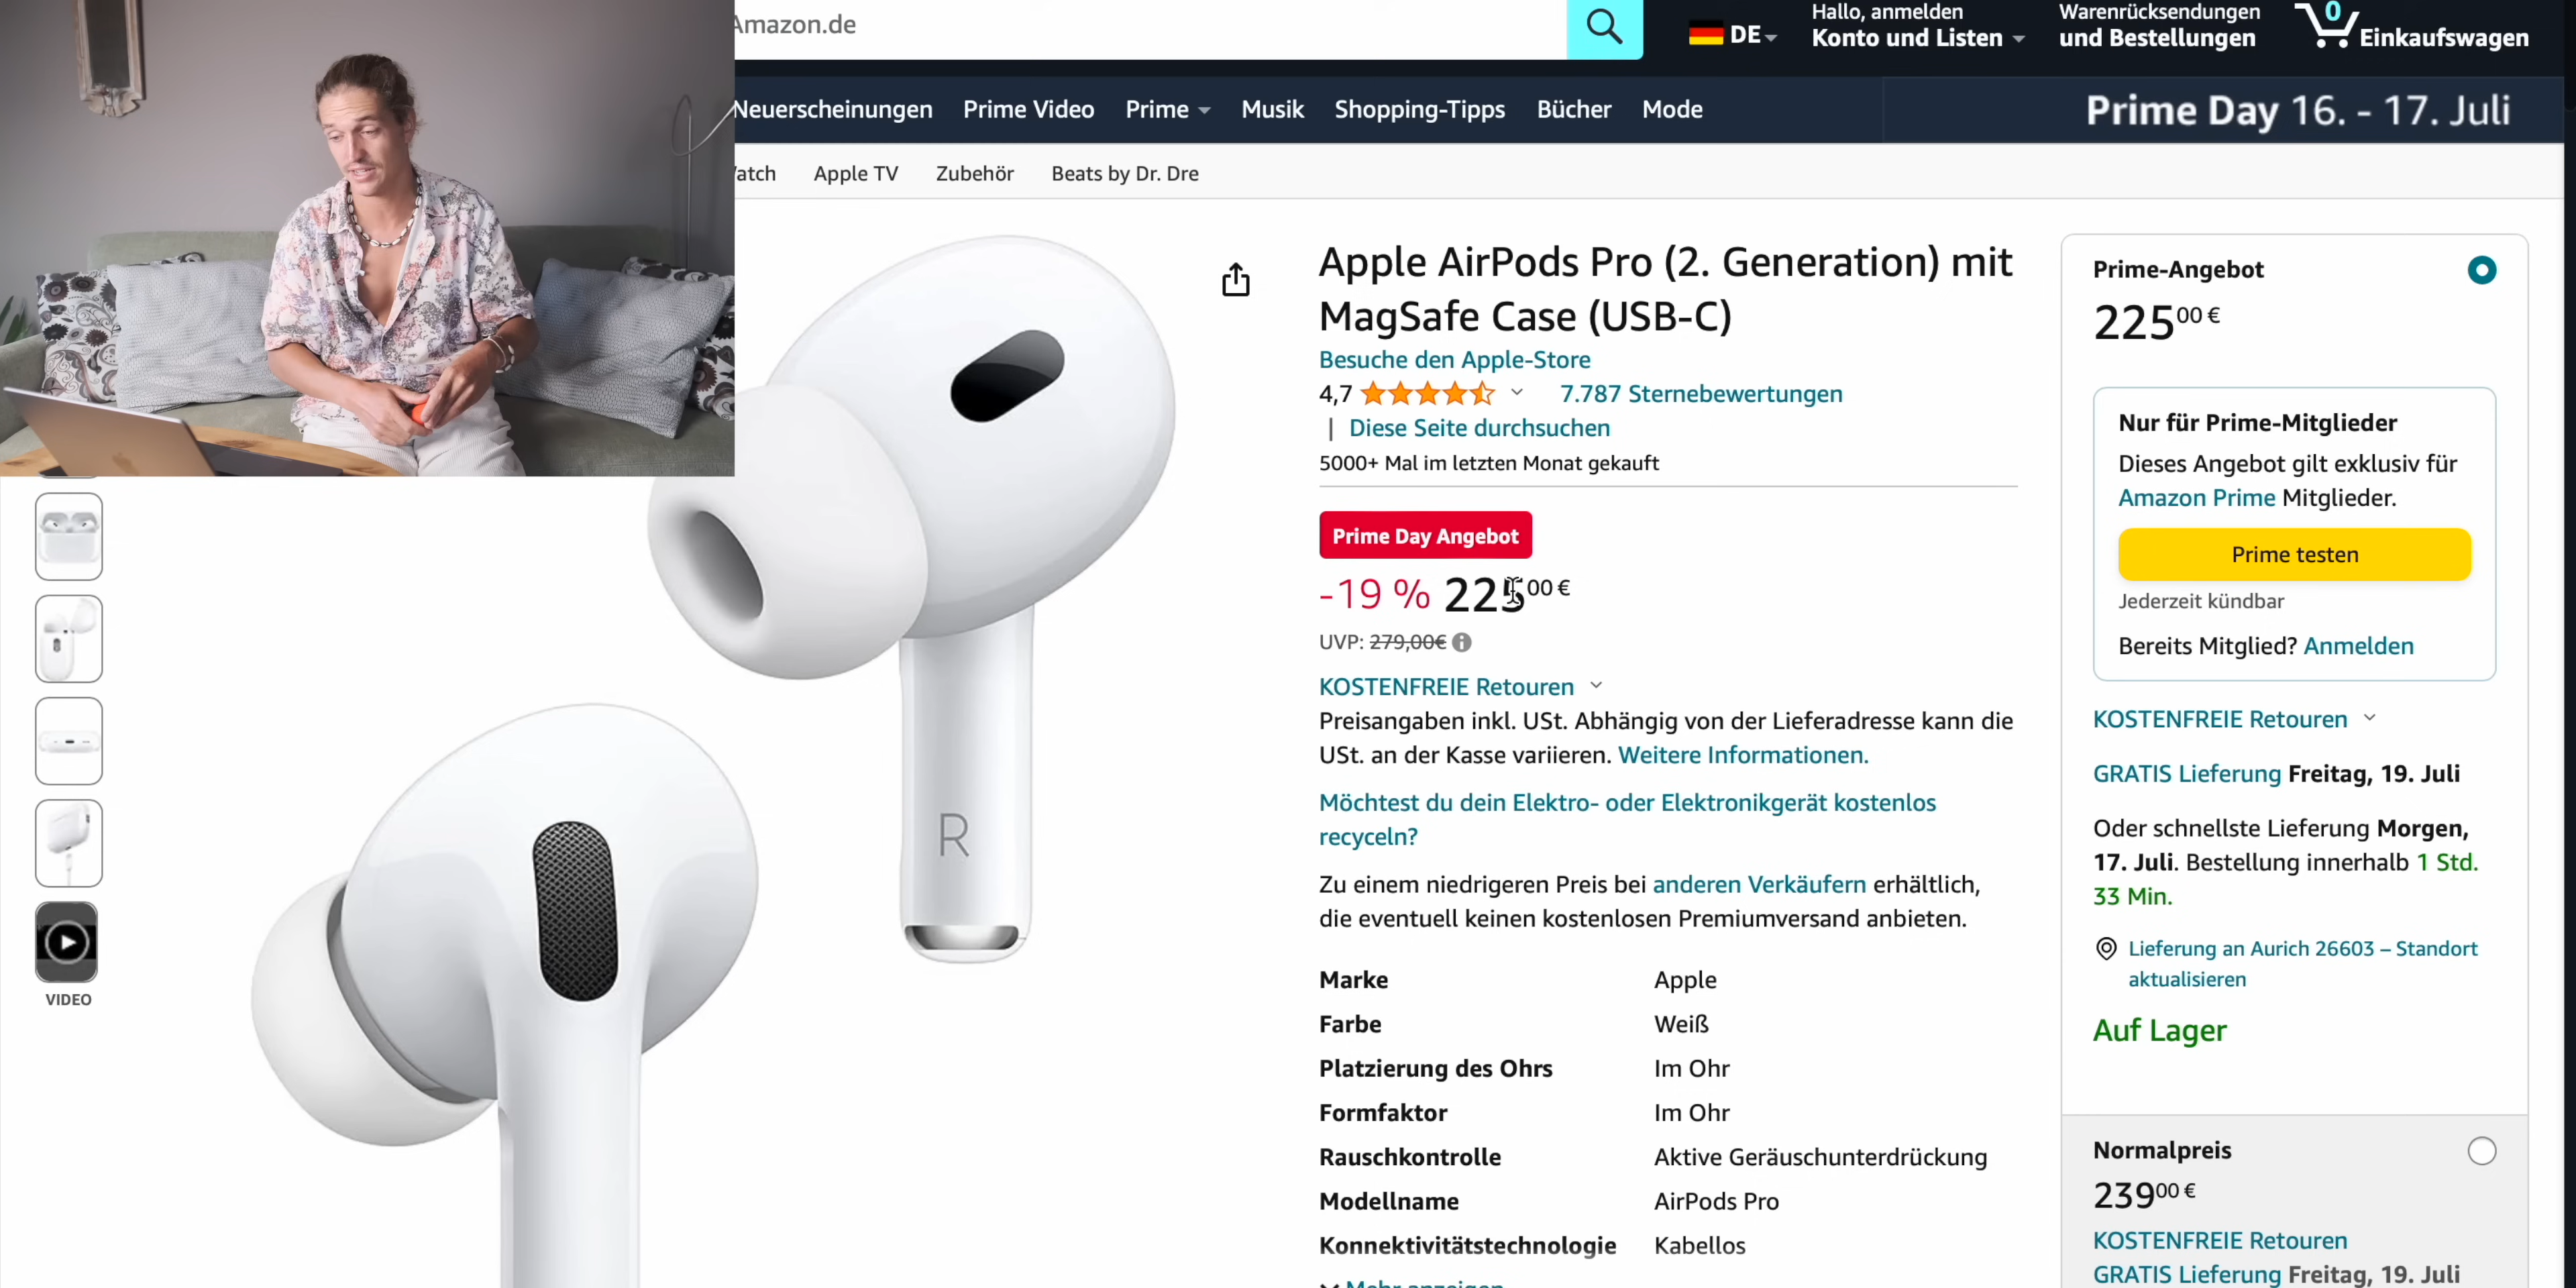 Amazon.de
DE
Hallo, anmelden
Konto und Listen
Warenrücksendungen
und Bestellungen
0
Einkaufswagen
Neuerscheinungen
Prime Video
Prime
Musik
Shopping-Tipps
Bücher
Mode
Prime Day 16. - 17. Juli
Apple TV
Zubehör
Beats by Dr. Dre
Apple AirPods Pro (2. Generation) mit
MagSafe Case (USB-C)
Besuche den Apple-Store
4,7
7.787 Sternebewertungen
| Diese Seite durchsuchen
5000+ Mal im letzten Monat gekauft
Prime Day Angebot
-19 % 225 00 €
UVP: 279,00€
KOSTENFREIE Retouren
Preisangaben inkl. USt. Abhängig von der Lieferadresse kann die
USt. an der Kasse variieren. Weitere Informationen.
Möchtest du dein Elektro- oder Elektronikgerät kostenlos
recyceln?
Zu einem niedrigeren Preis bei anderen Verkäufern erhältlich,
die eventuell keinen kostenlosen Premiumversand anbieten.
Marke Apple
Farbe Weiß
Platzierung des Ohrs Im Ohr
Formfaktor Im Ohr
Rauschkontrolle Aktive Geräuschunterdrückung
Modellname AirPods Pro
Konnektivitätstechnologie Kabellos
Mehr anzeigen
R
VIDEO
Prime-Angebot
225 00 €
Nur für Prime-Mitglieder
Dieses Angebot gilt exklusiv für
Amazon Prime Mitglieder.
Prime testen
Jederzeit kündbar
Bereits Mitglied? Anmelden
KOSTENFREIE Retouren
GRATIS Lieferung Freitag, 19. Juli
Oder schnellste Lieferung Morgen,
17. Juli. Bestellung innerhalb 1 Std.
33 Min.
Lieferung an Aurich 26603 – Standort
aktualisieren
Auf Lager
Normalpreis
239 00 €
KOSTENFREIE Retouren
GRATIS Lieferung Freitag, 19. Juli